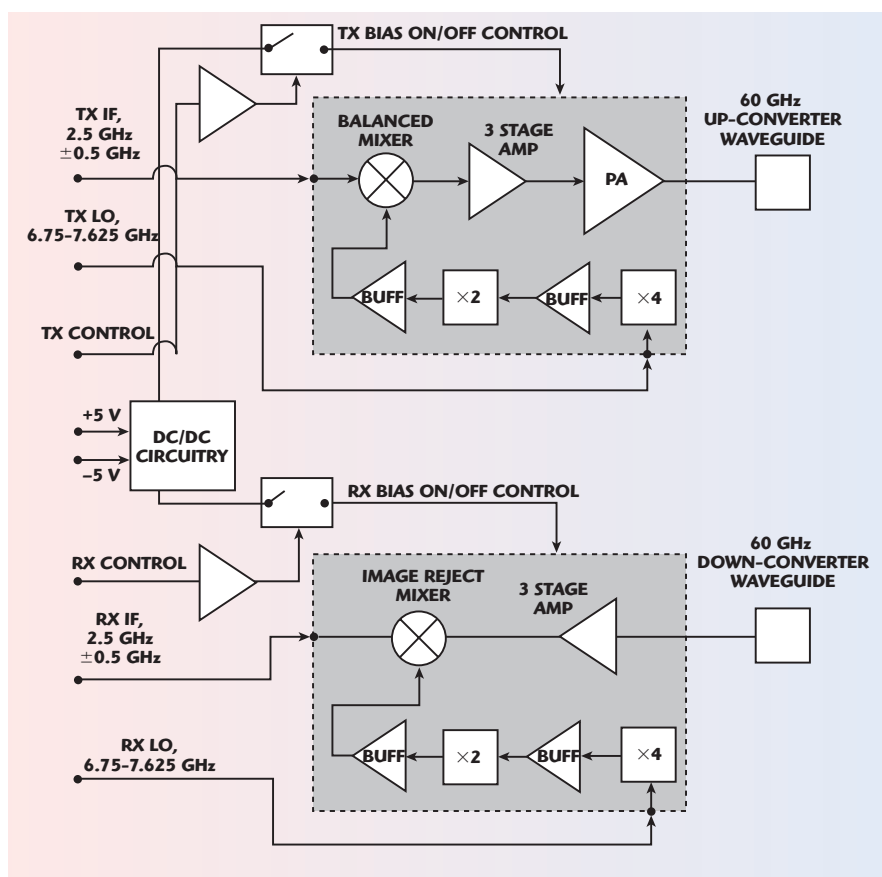 TX BIAS ON/OFF CONTROL
TX IF,
2.5 GHz
±0.5 GHz
BALANCED
MIXER
3 STAGE
AMP
PA
60 GHz
UP-CONVERTER
WAVEGUIDE
TX LO,
6.75-7.625 GHz
BUFF
×2
BUFF
×4
TX CONTROL
+5 V
–5 V
DC/DC
CIRCUITRY
RX BIAS ON/OFF CONTROL
RX CONTROL
IMAGE REJECT
MIXER
3 STAGE
AMP
60 GHz
DOWN-CONVERTER
WAVEGUIDE
RX IF,
2.5 GHz
±0.5 GHz
RX LO,
6.75-7.625 GHz
BUFF
×2
BUFF
×4